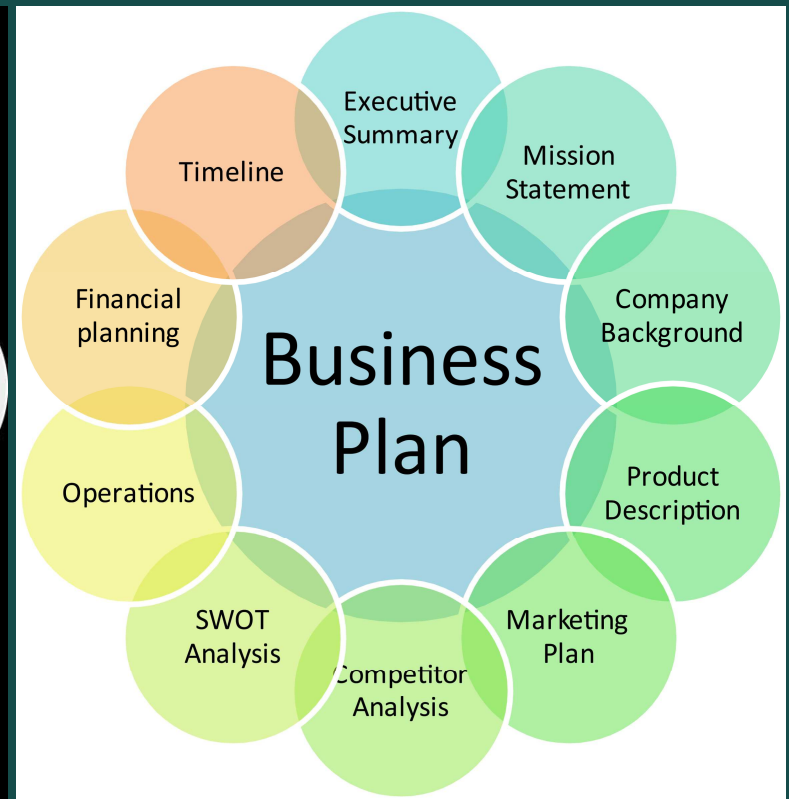 Executive
Summary
Mission
Statement
Company
Background
Product
Description
Marketing
Plan
Competitor
Analysis
SWOT
Analysis
Operations
Financial
planning
Timeline
Business
Plan